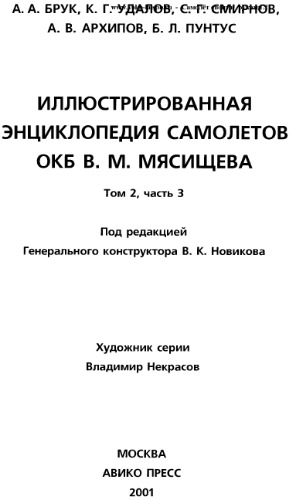 А. А. БРУК, К. Г. УДАЛОВ, С. Г. СМИРНОВ,
А. В. АРХИПОВ, Б. Л. ПУНТУС
ИЛЛЮСТРИРОВАННАЯ
ЭНЦИКЛОПЕДИЯ САМОЛЕТОВ
ОКБ В. М. МЯСИЩЕВА
Том 2, часть 3
Под редакцией
Генерального конструктора В. К. Новикова
Художник серии
Владимир Некрасов
МОСКВА
АВИКО ПРЕСС
2001